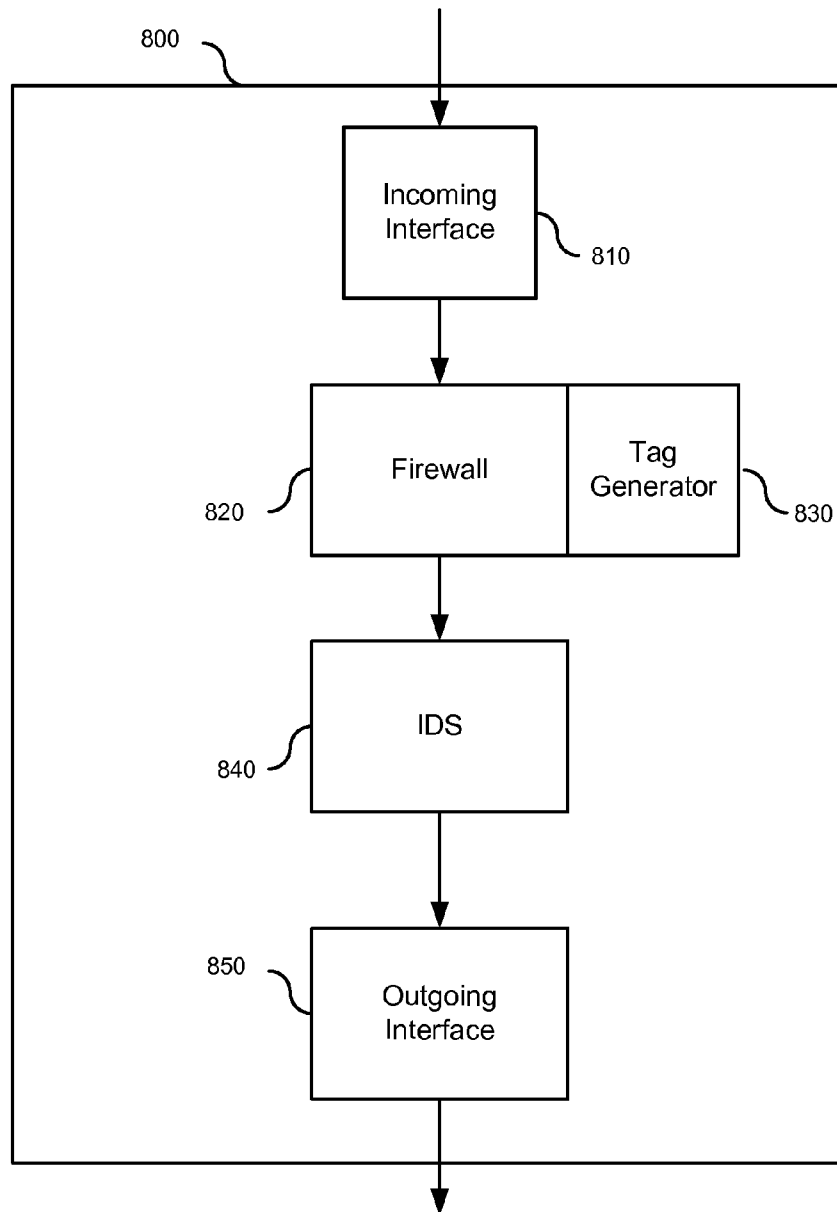 800
Incoming
Interface
810
Firewall
Tag
Generator
820
830
IDS
840
850
Outgoing
Interface